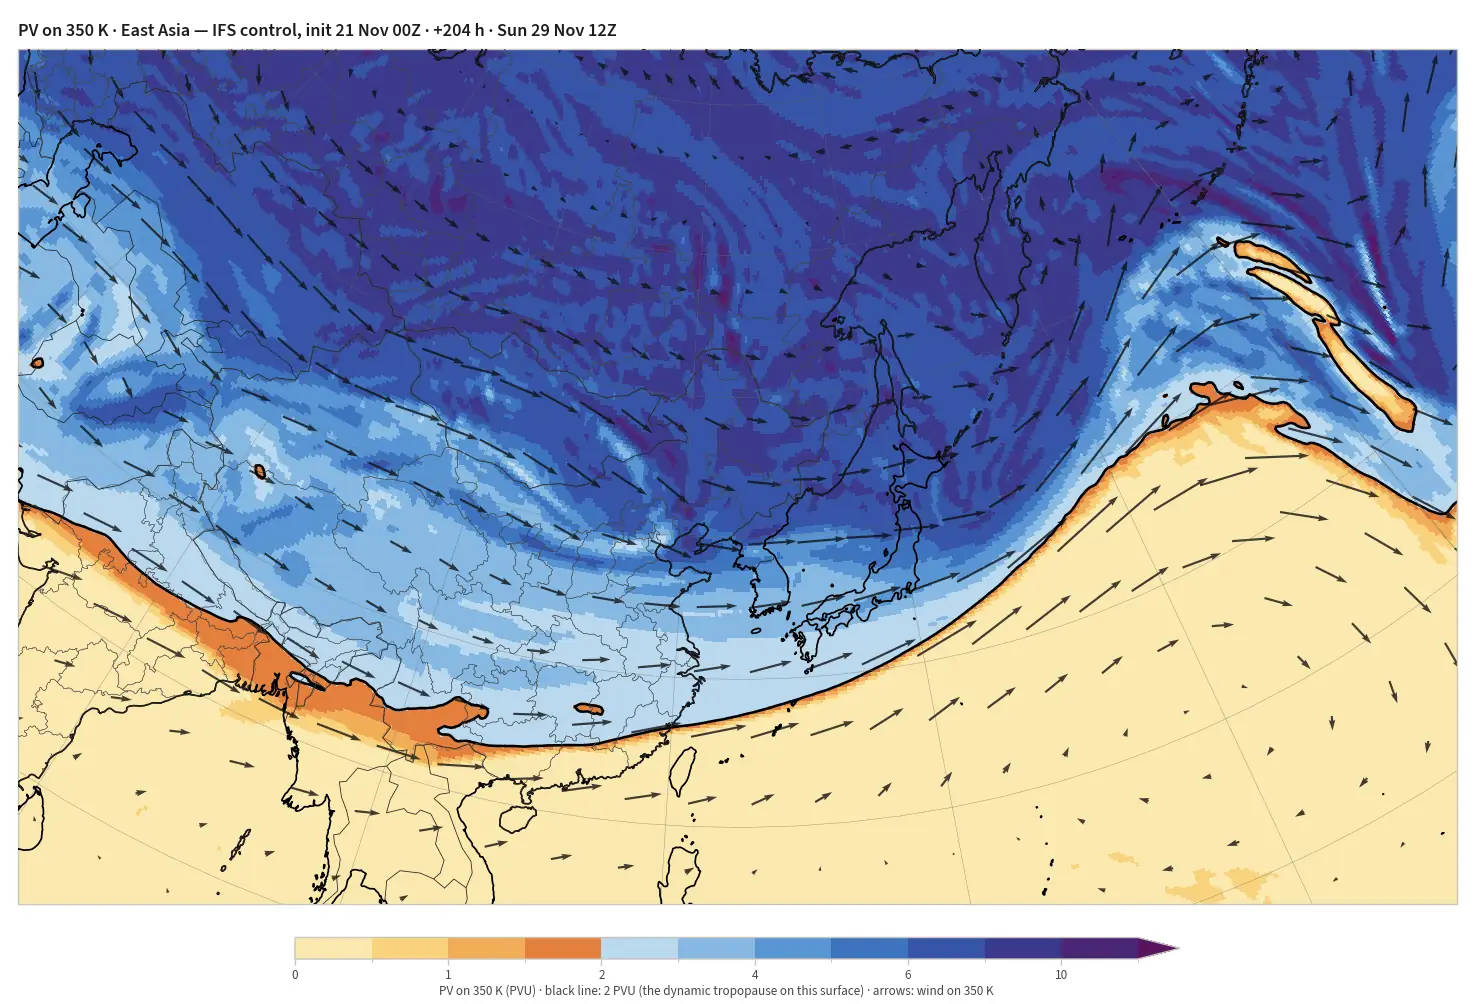 PV on 350 K · East Asia — IFS control, init 21 Nov 00Z · +204 h · Sun 29 Nov 12Z
0 1 2 4 6 10
PV on 350 K (PVU) · black line: 2 PVU (the dynamic tropopause on this surface) · arrows: wind on 350 K